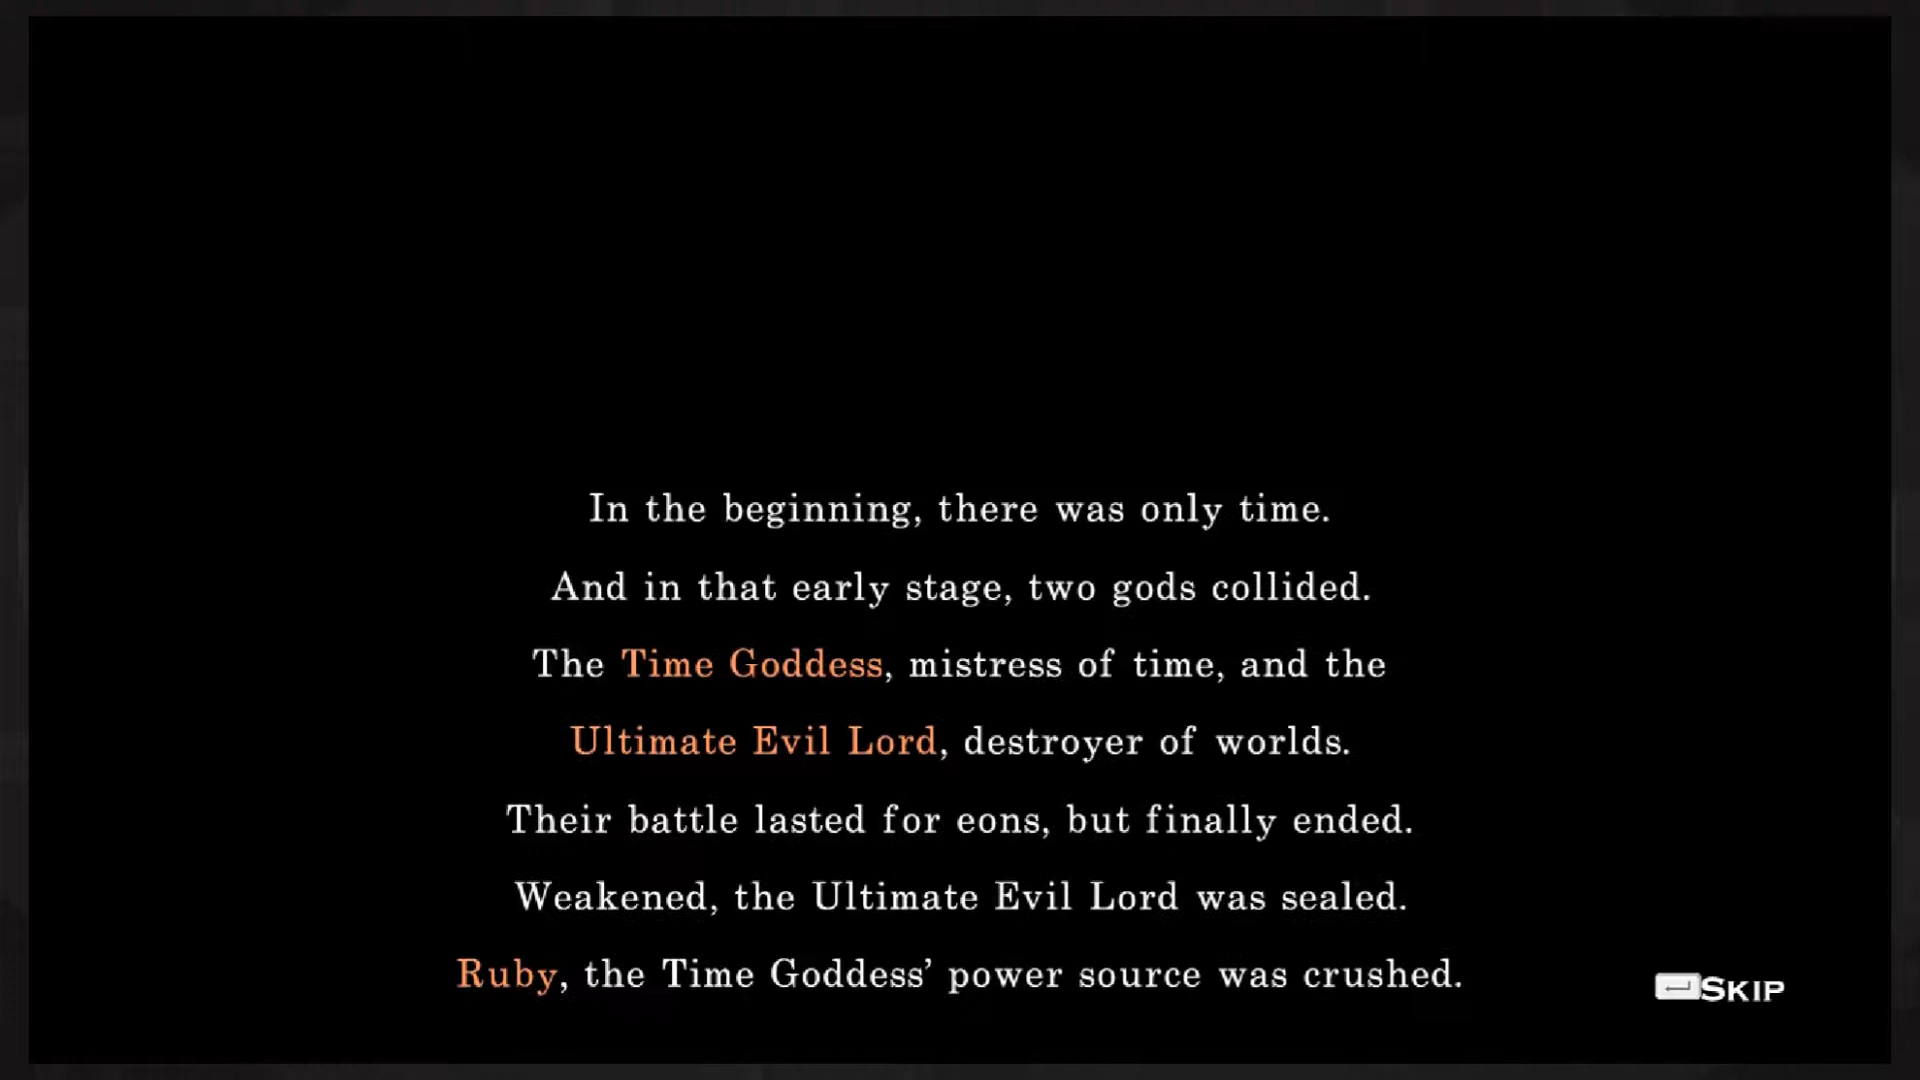 In the beginning, there was only time.
And in that early stage, two gods collided.
The Time Goddess, mistress of time, and the
Ultimate Evil Lord, destroyer of worlds.
Their battle lasted for eons, but finally ended.
Weakened, the Ultimate Evil Lord was sealed.
Ruby, the Time Goddess’ power source was crushed.
SKIP